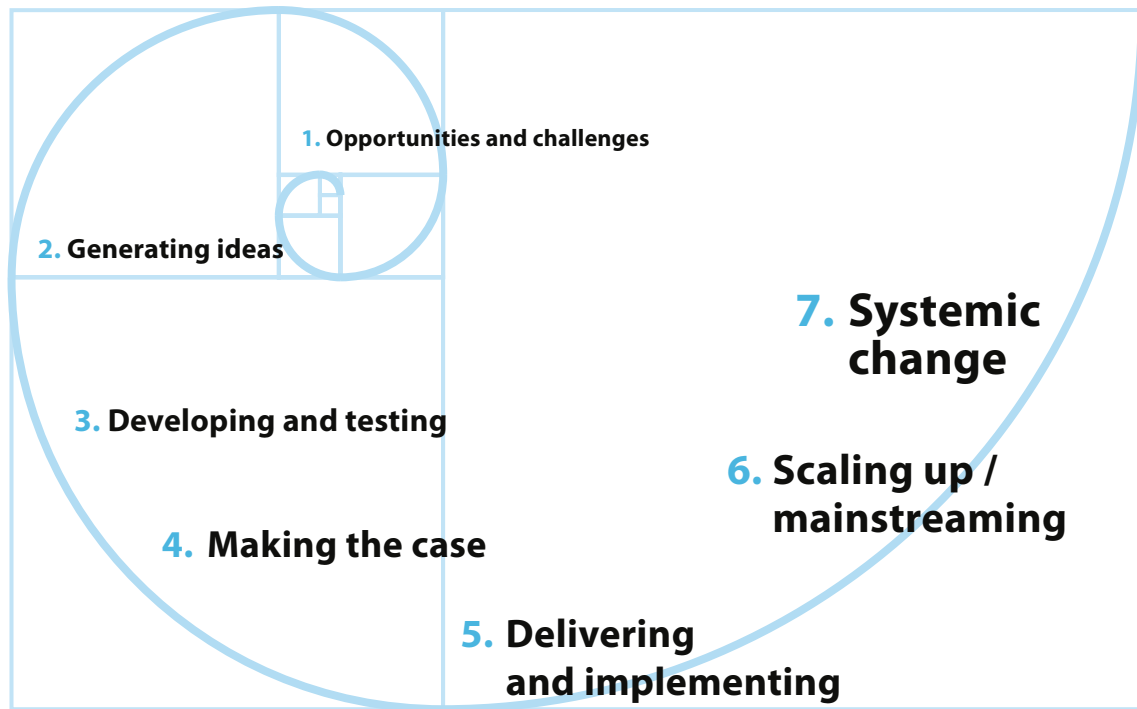 1. Opportunities and challenges
2. Generating ideas
3. Developing and testing
4. Making the case
5. Delivering
and implementing
6. Scaling up /
mainstreaming
7. Systemic
change